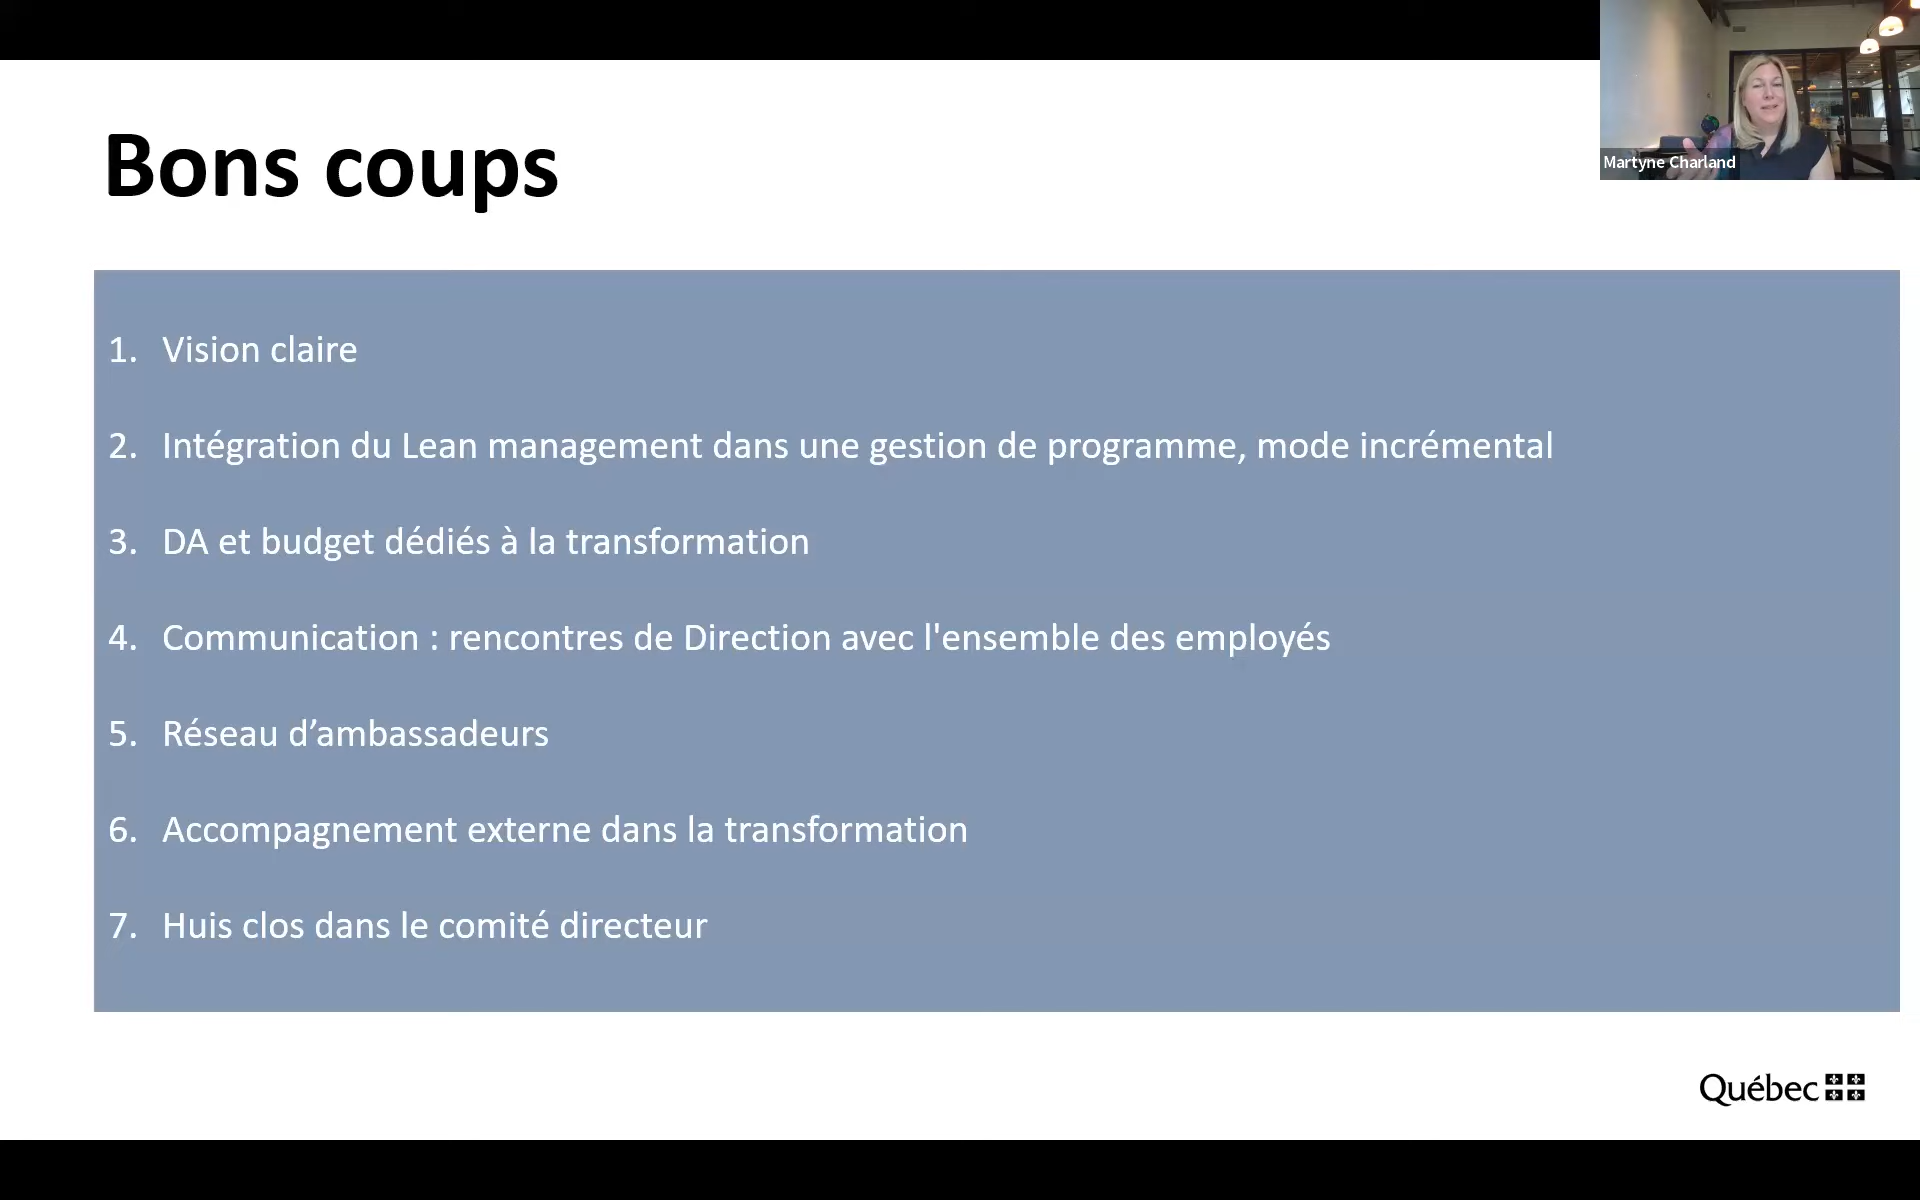 Bons coups
Martyne Charland
1. Vision claire
2. Intégration du Lean management dans une gestion de programme, mode incrémental
3. DA et budget dédiés à la transformation
4. Communication : rencontres de Direction avec l'ensemble des employés
5. Réseau d’ambassadeurs
6. Accompagnement externe dans la transformation
7. Huis clos dans le comité directeur
Québec